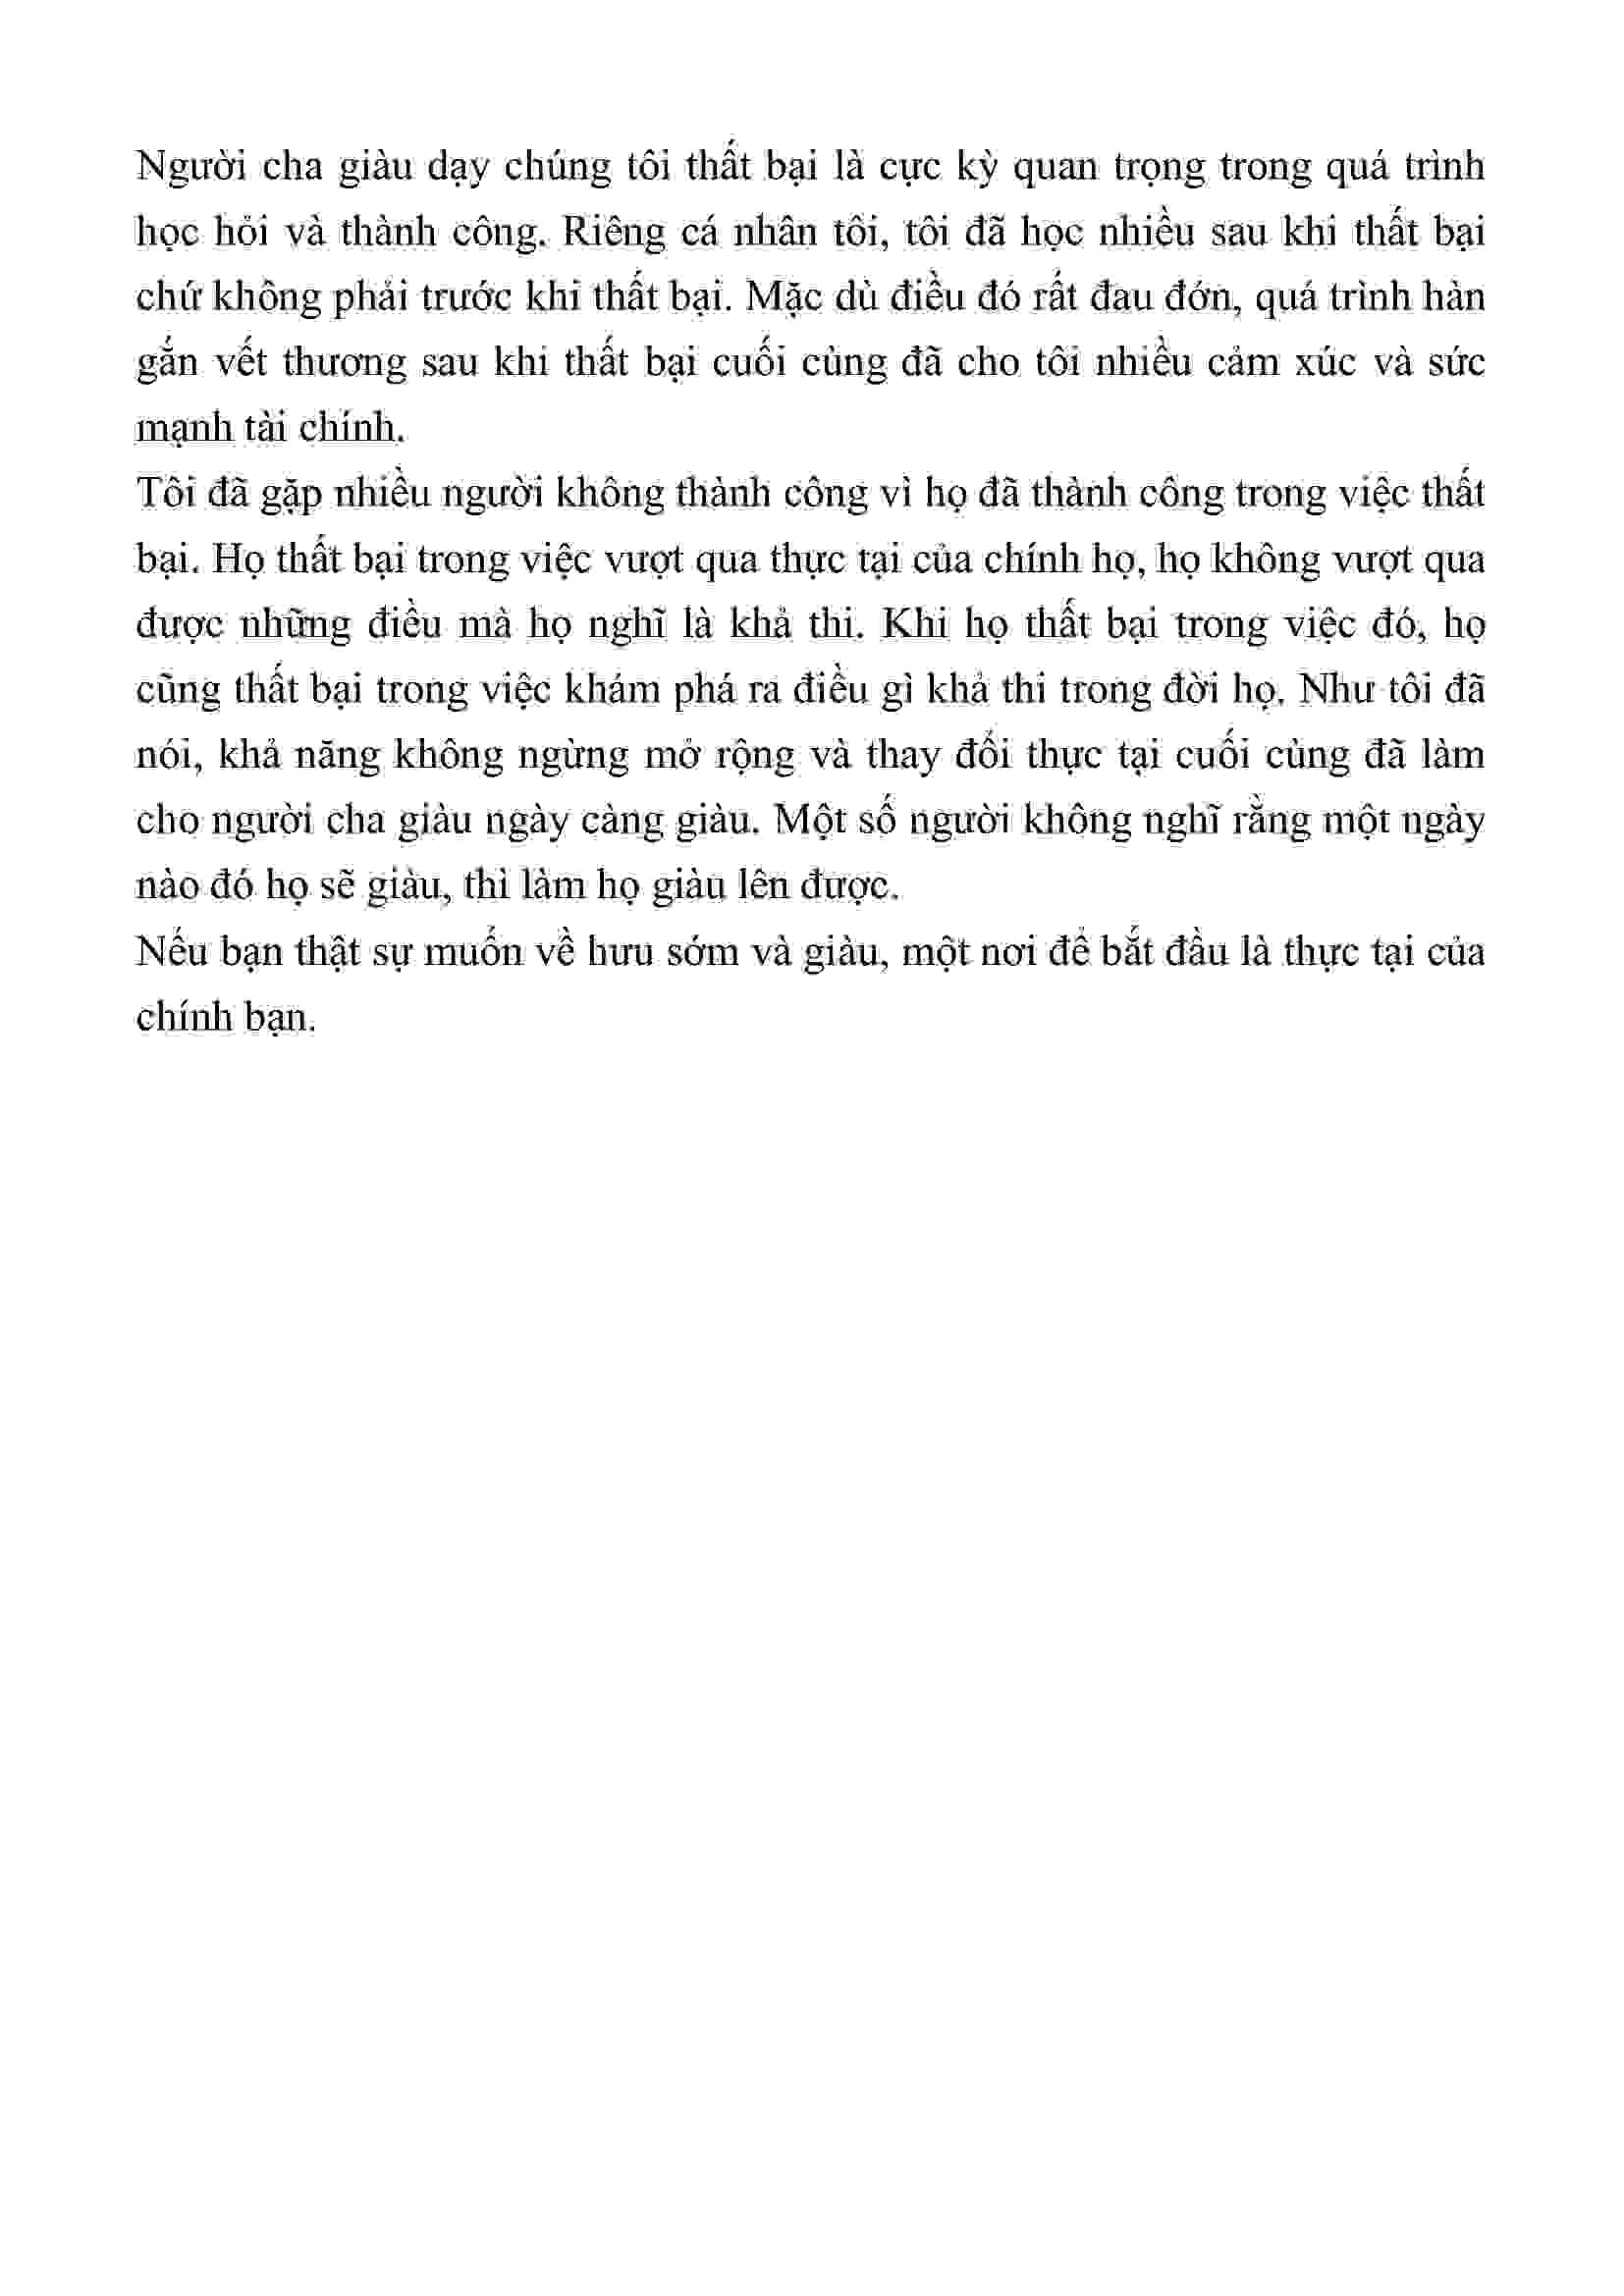 Người cha giàu dạy chúng tôi thất bại là cực kỳ quan trọng trong quá trình
học hỏi và thành công. Riêng cá nhân tôi, tôi đã học nhiều sau khi thất bại
chứ không phải trước khi thất bại. Mặc dù điều đó rất đau đớn, quá trình hàn
gắn vết thương sau khi thất bại cuối cùng đã cho tôi nhiều cảm xúc và sức
mạnh tài chính.
Tôi đã gặp nhiều người không thành công vì họ đã thành công trong việc thất
bại. Họ thất bại trong việc vượt qua thực tại của chính họ, họ không vượt qua
được những điều mà họ nghĩ là khả thi. Khi họ thất bại trong việc đó, họ
cũng thất bại trong việc khám phá ra điều gì khả thi trong đời họ. Như tôi đã
nói, khả năng không ngừng mở rộng và thay đổi thực tại cuối cùng đã làm
cho người cha giàu ngày càng giàu. Một số người không nghĩ rằng một ngày
nào đó họ sẽ giàu, thì làm họ giàu lên được.
Nếu bạn thật sự muốn về hưu sớm và giàu, một nơi để bắt đầu là thực tại của
chính bạn.